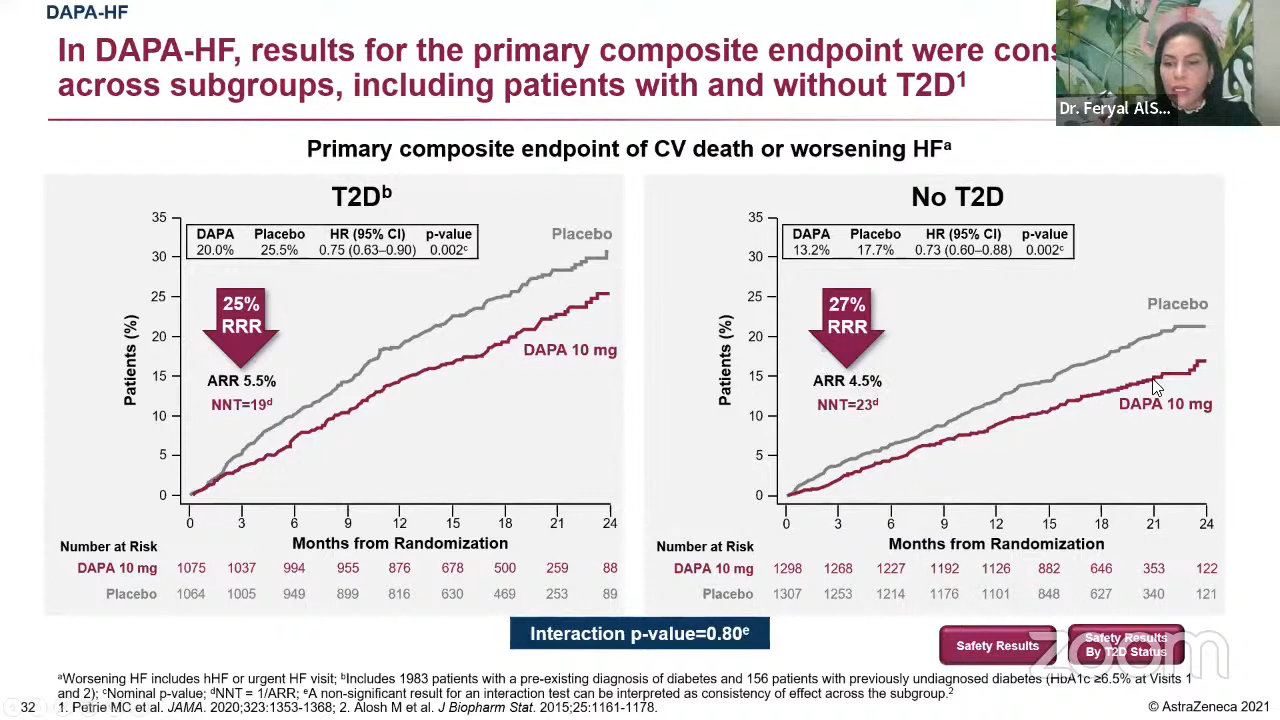 DAPA-HF
In DAPA-HF, results for the primary composite endpoint were cons
across subgroups, including patients with and without T2D1
Dr. Feryal AlS...
Primary composite endpoint of CV death or worsening HFa
T2Db
DAPA Placebo HR (95% CI) p-value
20.0% 25.5% 0.75 (0.63–0.90) 0.002c
Placebo
25%
RRR
ARR 5.5%
NNT=19d
DAPA 10 mg
Patients (%)
35
30
25
20
15
10
5
0
0 3 6 9 12 15 18 21 24
Months from Randomization
Number at Risk
DAPA 10 mg 1075 1037 994 955 876 678 500 259 88
Placebo 1064 1005 949 899 816 630 469 253 89
No T2D
DAPA Placebo HR (95% CI) p-value
13.2% 17.7% 0.73 (0.60–0.88) 0.002c
Placebo
27%
RRR
ARR 4.5%
NNT=23d
DAPA 10 mg
Patients (%)
35
30
25
20
15
10
5
0
0 3 6 9 12 15 18 21 24
Months from Randomization
Number at Risk
DAPA 10 mg 1298 1268 1227 1192 1126 882 646 353 122
Placebo 1307 1253 1214 1176 1101 848 627 340 121
Interaction p-value=0.80e
Safety Results
Safety Results
By T2D Status
zoom
aWorsening HF includes hHF or urgent HF visit; bIncludes 1983 patients with a pre-existing diagnosis of diabetes and 156 patients with previously undiagnosed diabetes (HbA1c ≥6.5% at Visits 1
and 2); cNominal p-value; dNNT = 1/ARR; eA non-significant result for an interaction test can be interpreted as consistency of effect across the subgroup.2
32 1. Petrie MC et al. JAMA. 2020;323:1353-1368; 2. Alosh M et al. J Biopharm Stat. 2015;25:1161-1178.
© AstraZeneca 2021